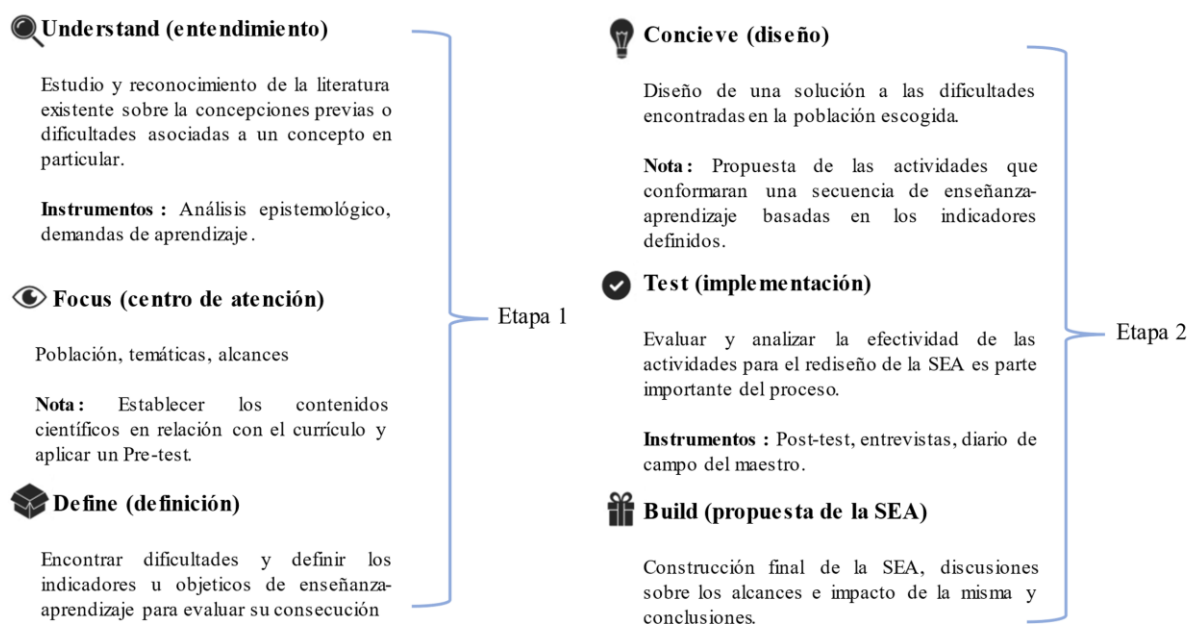 Understand (entendimiento)
Estudio y reconocimiento de la literatura
existente sobre la concepciones previas o
dificultades asociadas a un concepto en
particular.
Instrumentos : Análisis epistemológico,
demandas de aprendizaje.
Focus (centro de atención)
Población, temáticas, alcances
Nota : Establecer los contenidos
científicos en relación con el currículo y
aplicar un Pre-test.
Define (definición)
Encontrar dificultades y definir los
indicadores u objeticos de enseñanza-
aprendizaje para evaluar su consecución
Etapa 1
Concieve (diseño)
Diseño de una solución a las dificultades
encontradas en la población escogida.
Nota : Propuesta de las actividades que
conformaran una secuencia de enseñanza-
aprendizaje basadas en los indicadores
definidos.
Test (implementación)
Evaluar y analizar la efectividad de las
actividades para el rediseño de la SEA es parte
importante del proceso.
Instrumentos : Post-test, entrevistas, diario de
campo del maestro.
Build (propuesta de la SEA)
Construcción final de la SEA, discusiones
sobre los alcances e impacto de la misma y
conclusiones.
Etapa 2